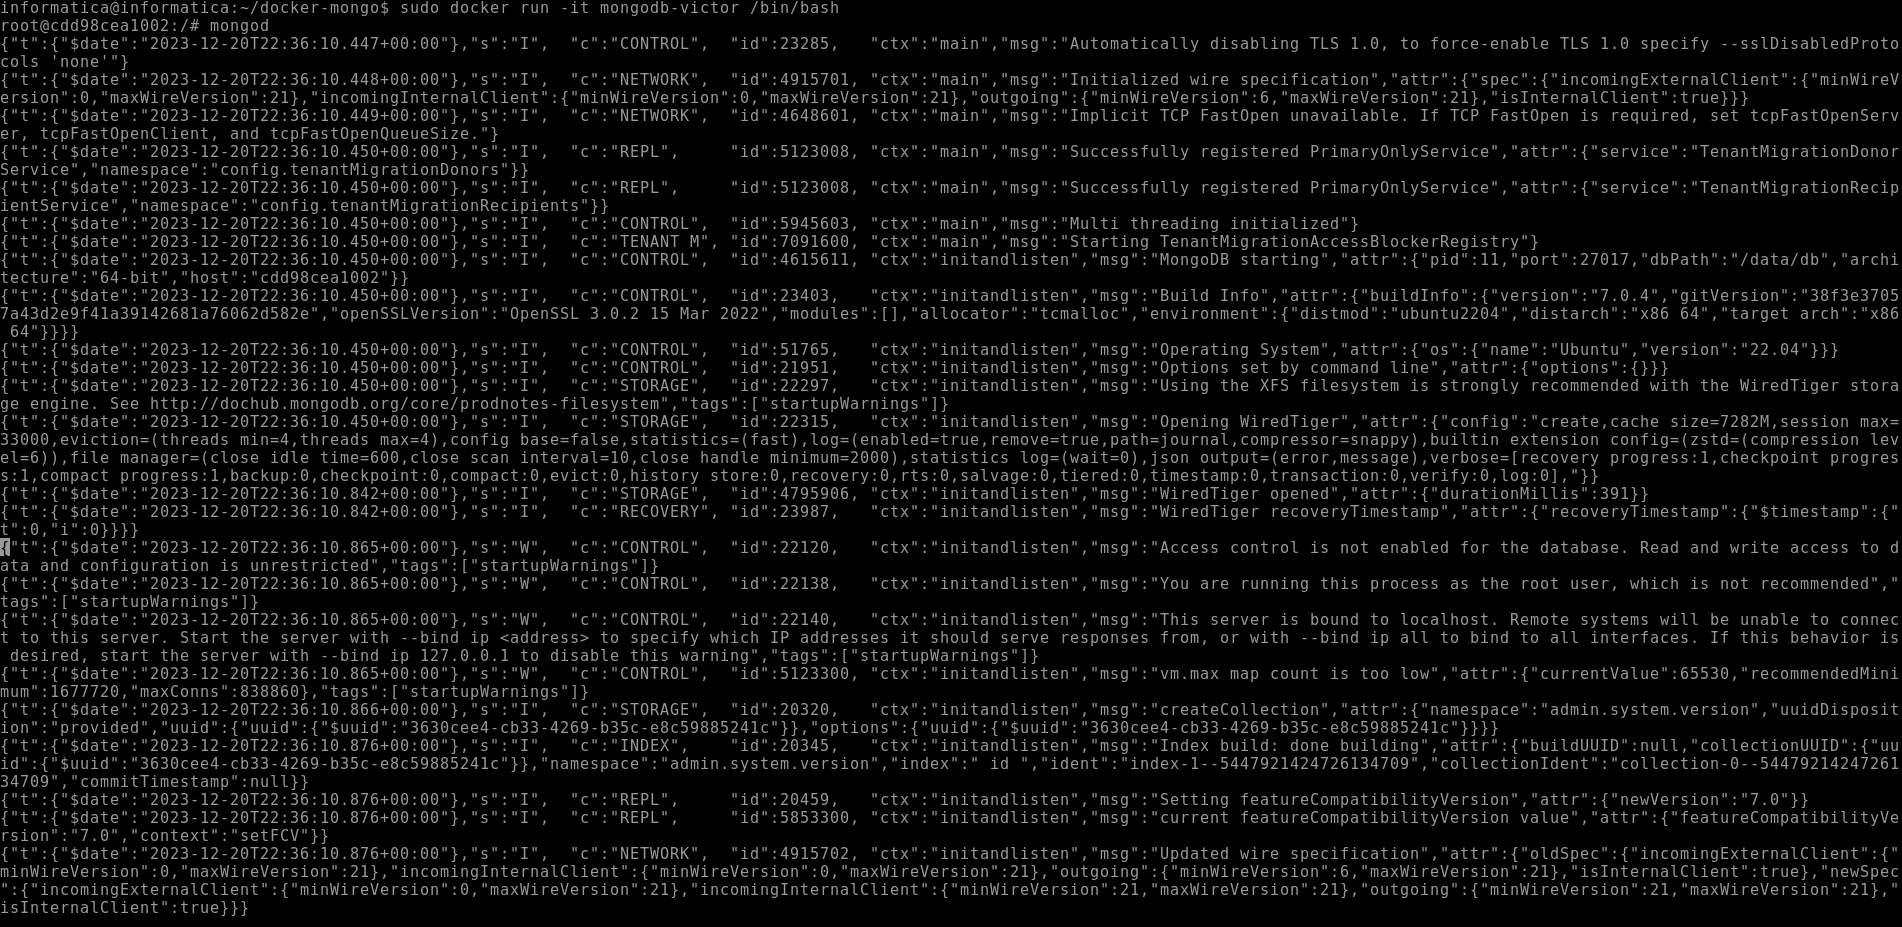 informatica@informatica:~/docker-mongo$ sudo docker run -it mongodb-victor /bin/bash
root@cdd98cea1002:/# mongod
{"t":{"$date":"2023-12-20T22:36:10.447+00:00"},"s":"I",  "c":"CONTROL",  "id":23285,   "ctx":"main","msg":"Automatically disabling TLS 1.0, to force-enable TLS 1.0 specify --sslDisabledProto
cols 'none'"}
{"t":{"$date":"2023-12-20T22:36:10.448+00:00"},"s":"I",  "c":"NETWORK",  "id":4915701, "ctx":"main","msg":"Initialized wire specification","attr":{"spec":{"incomingExternalClient":{"minWireV
ersion":0,"maxWireVersion":21},"incomingInternalClient":{"minWireVersion":0,"maxWireVersion":21},"outgoing":{"minWireVersion":6,"maxWireVersion":21},"isInternalClient":true}}}
{"t":{"$date":"2023-12-20T22:36:10.449+00:00"},"s":"I",  "c":"NETWORK",  "id":4648601, "ctx":"main","msg":"Implicit TCP FastOpen unavailable. If TCP FastOpen is required, set tcpFastOpenServ
er, tcpFastOpenClient, and tcpFastOpenQueueSize."}
{"t":{"$date":"2023-12-20T22:36:10.450+00:00"},"s":"I",  "c":"REPL",     "id":5123008, "ctx":"main","msg":"Successfully registered PrimaryOnlyService","attr":{"service":"TenantMigrationDonor
Service","namespace":"config.tenantMigrationDonors"}}
{"t":{"$date":"2023-12-20T22:36:10.450+00:00"},"s":"I",  "c":"REPL",     "id":5123008, "ctx":"main","msg":"Successfully registered PrimaryOnlyService","attr":{"service":"TenantMigrationRecip
ientService","namespace":"config.tenantMigrationRecipients"}}
{"t":{"$date":"2023-12-20T22:36:10.450+00:00"},"s":"I",  "c":"CONTROL",  "id":5945603, "ctx":"main","msg":"Multi threading initialized"}
{"t":{"$date":"2023-12-20T22:36:10.450+00:00"},"s":"I",  "c":"TENANT M", "id":7091600, "ctx":"main","msg":"Starting TenantMigrationAccessBlockerRegistry"}
{"t":{"$date":"2023-12-20T22:36:10.450+00:00"},"s":"I",  "c":"CONTROL",  "id":4615611, "ctx":"initandlisten","msg":"MongoDB starting","attr":{"pid":11,"port":27017,"dbPath":"/data/db","archi
tecture":"64-bit","host":"cdd98cea1002"}}
{"t":{"$date":"2023-12-20T22:36:10.450+00:00"},"s":"I",  "c":"CONTROL",  "id":23403,   "ctx":"initandlisten","msg":"Build Info","attr":{"buildInfo":{"version":"7.0.4","gitVersion":"38f3e3705
7a43d2e9f41a39142681a76062d582e","openSSLVersion":"OpenSSL 3.0.2 15 Mar 2022","modules":[],"allocator":"tcmalloc","environment":{"distmod":"ubuntu2204","distarch":"x86 64","target arch":"x86
 64"}}}}
{"t":{"$date":"2023-12-20T22:36:10.450+00:00"},"s":"I",  "c":"CONTROL",  "id":51765,   "ctx":"initandlisten","msg":"Operating System","attr":{"os":{"name":"Ubuntu","version":"22.04"}}}
{"t":{"$date":"2023-12-20T22:36:10.450+00:00"},"s":"I",  "c":"CONTROL",  "id":21951,   "ctx":"initandlisten","msg":"Options set by command line","attr":{"options":{}}}
{"t":{"$date":"2023-12-20T22:36:10.450+00:00"},"s":"I",  "c":"STORAGE",  "id":22297,   "ctx":"initandlisten","msg":"Using the XFS filesystem is strongly recommended with the WiredTiger stora
ge engine. See http://dochub.mongodb.org/core/prodnotes-filesystem","tags":["startupWarnings"]}
{"t":{"$date":"2023-12-20T22:36:10.450+00:00"},"s":"I",  "c":"STORAGE",  "id":22315,   "ctx":"initandlisten","msg":"Opening WiredTiger","attr":{"config":"create,cache size=7282M,session max=
33000,eviction=(threads min=4,threads max=4),config base=false,statistics=(fast),log=(enabled=true,remove=true,path=journal,compressor=snappy),builtin extension config=(zstd=(compression lev
el=6)),file manager=(close idle time=600,close scan interval=10,close handle minimum=2000),statistics log=(wait=0),json output=(error,message),verbose=[recovery progress:1,checkpoint progres
s:1,compact progress:1,backup:0,checkpoint:0,compact:0,evict:0,history store:0,recovery:0,rts:0,salvage:0,tiered:0,timestamp:0,transaction:0,verify:0,log:0],"}}
{"t":{"$date":"2023-12-20T22:36:10.842+00:00"},"s":"I",  "c":"STORAGE",  "id":4795906, "ctx":"initandlisten","msg":"WiredTiger opened","attr":{"durationMillis":391}}
{"t":{"$date":"2023-12-20T22:36:10.842+00:00"},"s":"I",  "c":"RECOVERY", "id":23987,   "ctx":"initandlisten","msg":"WiredTiger recoveryTimestamp","attr":{"recoveryTimestamp":{"$timestamp":{"
t":0,"i":0}}}}
{"t":{"$date":"2023-12-20T22:36:10.865+00:00"},"s":"W",  "c":"CONTROL",  "id":22120,   "ctx":"initandlisten","msg":"Access control is not enabled for the database. Read and write access to d
ata and configuration is unrestricted","tags":["startupWarnings"]}
{"t":{"$date":"2023-12-20T22:36:10.865+00:00"},"s":"W",  "c":"CONTROL",  "id":22138,   "ctx":"initandlisten","msg":"You are running this process as the root user, which is not recommended","
tags":["startupWarnings"]}
{"t":{"$date":"2023-12-20T22:36:10.865+00:00"},"s":"W",  "c":"CONTROL",  "id":22140,   "ctx":"initandlisten","msg":"This server is bound to localhost. Remote systems will be unable to connec
t to this server. Start the server with --bind ip <address> to specify which IP addresses it should serve responses from, or with --bind ip all to bind to all interfaces. If this behavior is
 desired, start the server with --bind ip 127.0.0.1 to disable this warning","tags":["startupWarnings"]}
{"t":{"$date":"2023-12-20T22:36:10.865+00:00"},"s":"W",  "c":"CONTROL",  "id":5123300, "ctx":"initandlisten","msg":"vm.max map count is too low","attr":{"currentValue":65530,"recommendedMini
mum":1677720,"maxConns":838860},"tags":["startupWarnings"]}
{"t":{"$date":"2023-12-20T22:36:10.866+00:00"},"s":"I",  "c":"STORAGE",  "id":20320,   "ctx":"initandlisten","msg":"createCollection","attr":{"namespace":"admin.system.version","uuidDisposit
ion":"provided","uuid":{"uuid":{"$uuid":"3630cee4-cb33-4269-b35c-e8c59885241c"}},"options":{"uuid":{"$uuid":"3630cee4-cb33-4269-b35c-e8c59885241c"}}}}
{"t":{"$date":"2023-12-20T22:36:10.876+00:00"},"s":"I",  "c":"INDEX",    "id":20345,   "ctx":"initandlisten","msg":"Index build: done building","attr":{"buildUUID":null,"collectionUUID":{"uu
id":{"$uuid":"3630cee4-cb33-4269-b35c-e8c59885241c"}},"namespace":"admin.system.version","index":" id ","ident":"index-1--5447921424726134709","collectionIdent":"collection-0--54479214247261
34709","commitTimestamp":null}}
{"t":{"$date":"2023-12-20T22:36:10.876+00:00"},"s":"I",  "c":"REPL",     "id":20459,   "ctx":"initandlisten","msg":"Setting featureCompatibilityVersion","attr":{"newVersion":"7.0"}}
{"t":{"$date":"2023-12-20T22:36:10.876+00:00"},"s":"I",  "c":"REPL",     "id":5853300, "ctx":"initandlisten","msg":"current featureCompatibilityVersion value","attr":{"featureCompatibilityVe
rsion":"7.0","context":"setFCV"}}
{"t":{"$date":"2023-12-20T22:36:10.876+00:00"},"s":"I",  "c":"NETWORK",  "id":4915702, "ctx":"initandlisten","msg":"Updated wire specification","attr":{"oldSpec":{"incomingExternalClient":{"
minWireVersion":0,"maxWireVersion":21},"incomingInternalClient":{"minWireVersion":0,"maxWireVersion":21},"outgoing":{"minWireVersion":6,"maxWireVersion":21},"isInternalClient":true},"newSpec
":{"incomingExternalClient":{"minWireVersion":0,"maxWireVersion":21},"incomingInternalClient":{"minWireVersion":21,"maxWireVersion":21},"outgoing":{"minWireVersion":21,"maxWireVersion":21},"
isInternalClient":true}}}